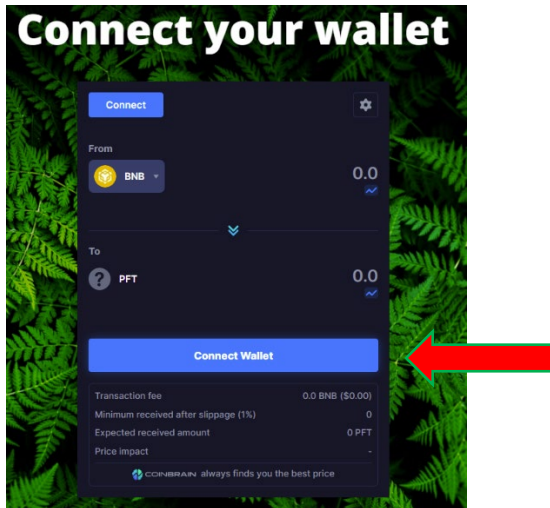 Connect your wallet
Connect
From
BNB
0.0
To
PFT
0.0
Connect Wallet
Transaction fee 0.0 BNB ($0.00)
Minimum received after slippage (1%) 0
Expected received amount 0 PFT
Price impact -
COINBRAIN always finds you the best price